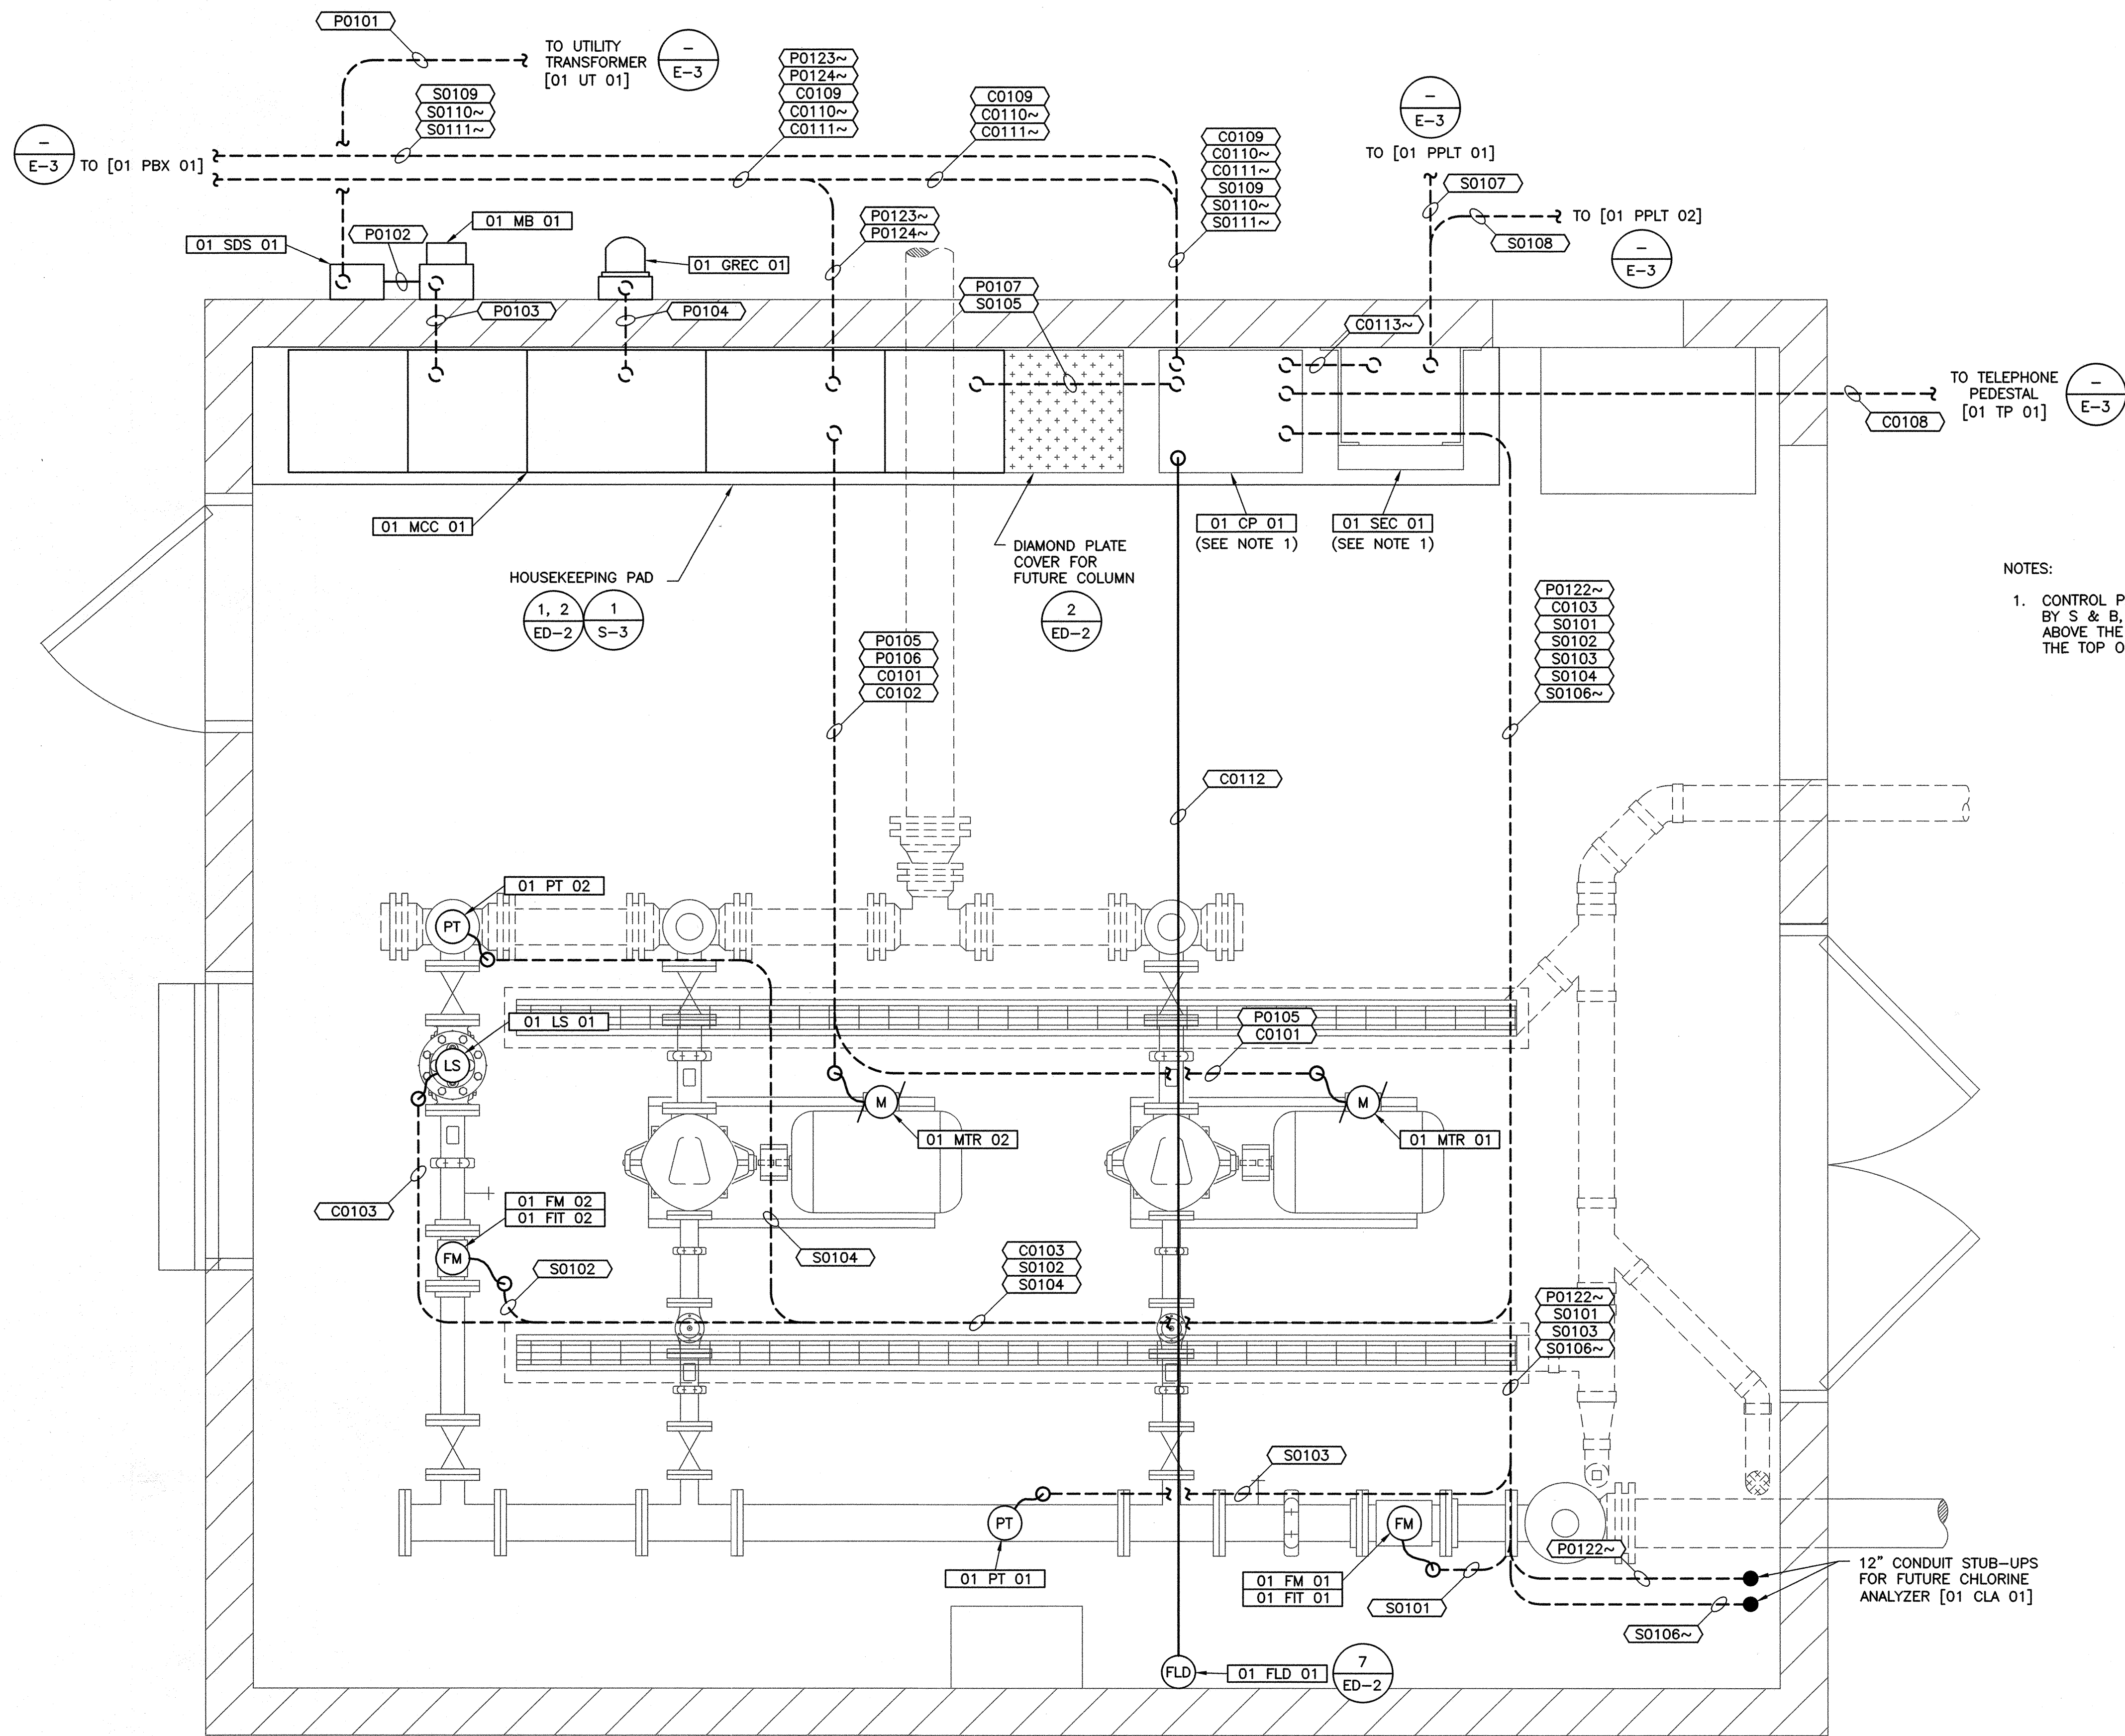 P0101
TO UTILITY
TRANSFORMER
[01 UT 01]
–
E-3
S0109
S0110~
S0111~
P0123~
P0124~
C0109
C0110~
C0111~
C0109
C0110~
C0111~
–
E-3
TO [01 PPLT 01]
–
E-3
TO [01 PBX 01]
C0109
C0110~
C0111~
S0109
S0110~
S0111~
S0107
TO [01 PPLT 02]
S0108
–
E-3
01 SDS 01
P0102
01 MB 01
P0123~
P0124~
01 GREC 01
P0107
S0105
P0103
P0104
C0113~
TO TELEPHONE
PEDESTAL
[01 TP 01]
–
E-3
C0108
01 MCC 01
01 CP 01
(SEE NOTE 1)
01 SEC 01
(SEE NOTE 1)
DIAMOND PLATE
COVER FOR
FUTURE COLUMN
2
ED-2
HOUSEKEEPING PAD
1, 2
ED-2
1
S-3
NOTES:
1. CONTROL P
BY S & B,
ABOVE THE
THE TOP O
P0122~
C0103
S0101
S0102
S0103
S0104
S0106~
P0105
P0106
C0101
C0102
C0112
01 PT 02
PT
01 LS 01
LS
P0105
C0101
M
M
01 MTR 02
01 MTR 01
C0103
01 FM 02
01 FIT 02
FM
S0102
S0104
C0103
S0102
S0104
P0122~
S0101
S0103
S0106~
S0103
PT
FM
P0122~
01 PT 01
01 FM 01
01 FIT 01
S0101
12" CONDUIT STUB-UPS
FOR FUTURE CHLORINE
ANALYZER [01 CLA 01]
S0106~
FLD
01 FLD 01
7
ED-2